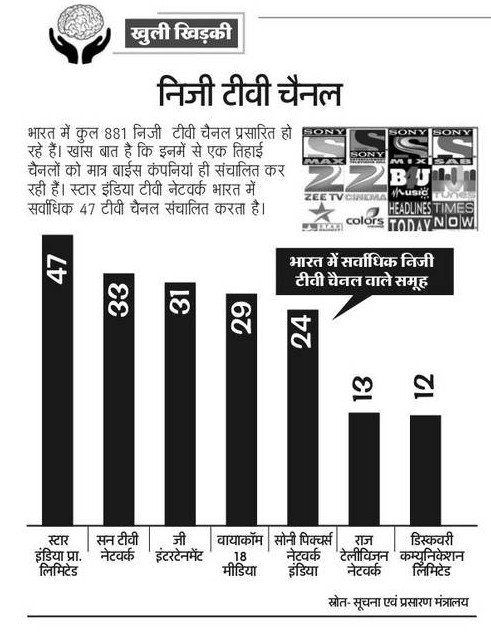 खुली खिड़की
निजी टीवी चैनल
भारत में कुल 881 निजी टीवी चैनल प्रसारित हो
रहे हैं। खास बात है कि इनमें से एक तिहाई
चैनलों को मात्र बाईस कंपनियां ही संचालित कर
रही हैं। स्टार इंडिया टीवी नेटवर्क भारत में
सर्वाधिक 47 टीवी चैनल संचालित करता है।
SONY SONY SONY SONY
MAX MIX SAB
ZEE TV CINEMA B4U music
colors HEADLINES TODAY TIMES NOW
भारत में सर्वाधिक निजी
टीवी चैनल वाले समूह
47
33
31
29
24
13
12
स्टार
इंडिया प्रा.
लिमिटेड
सन टीवी
नेटवर्क
जी
इंटरटेनमेंट
वायाकॉम
18
मीडिया
सोनी पिक्चर्स
नेटवर्क
इंडिया
राज
टेलीविजन
नेटवर्क
डिस्कवरी
कम्युनिकेशन
लिमिटेड
स्रोत- सूचना एवं प्रसारण मंत्रालय